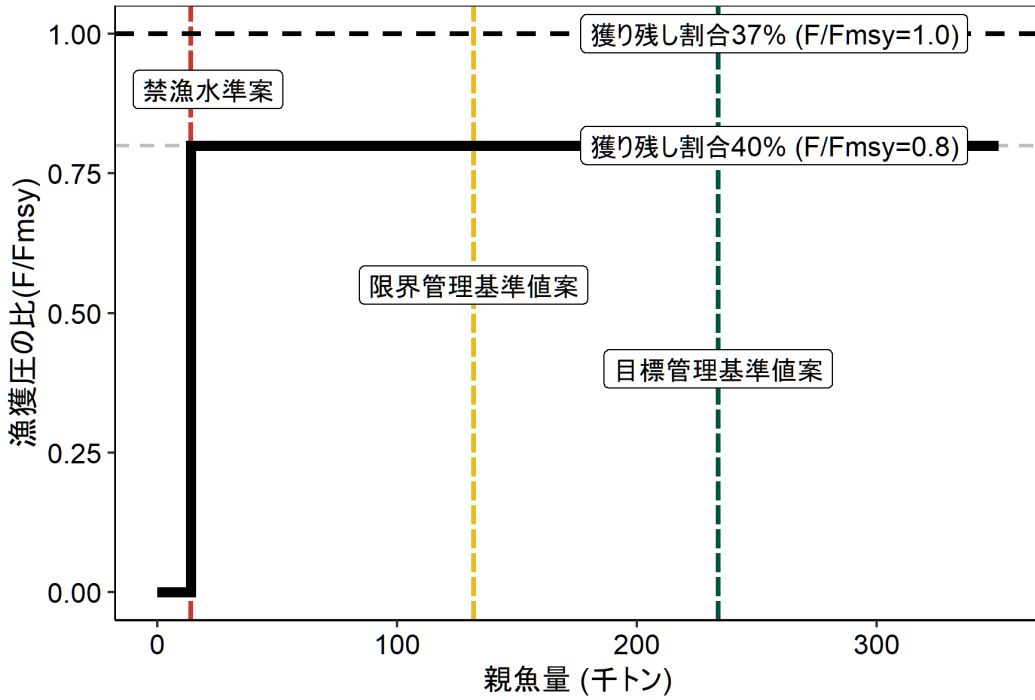 1.00
0.75
0.50
0.25
0.00
漁獲圧の比(F/Fmsy)
獲り残し割合37% (F/Fmsy=1.0)
禁漁水準案
獲り残し割合40% (F/Fmsy=0.8)
限界管理基準値案
目標管理基準値案
0
100
200
300
親魚量 (千トン)